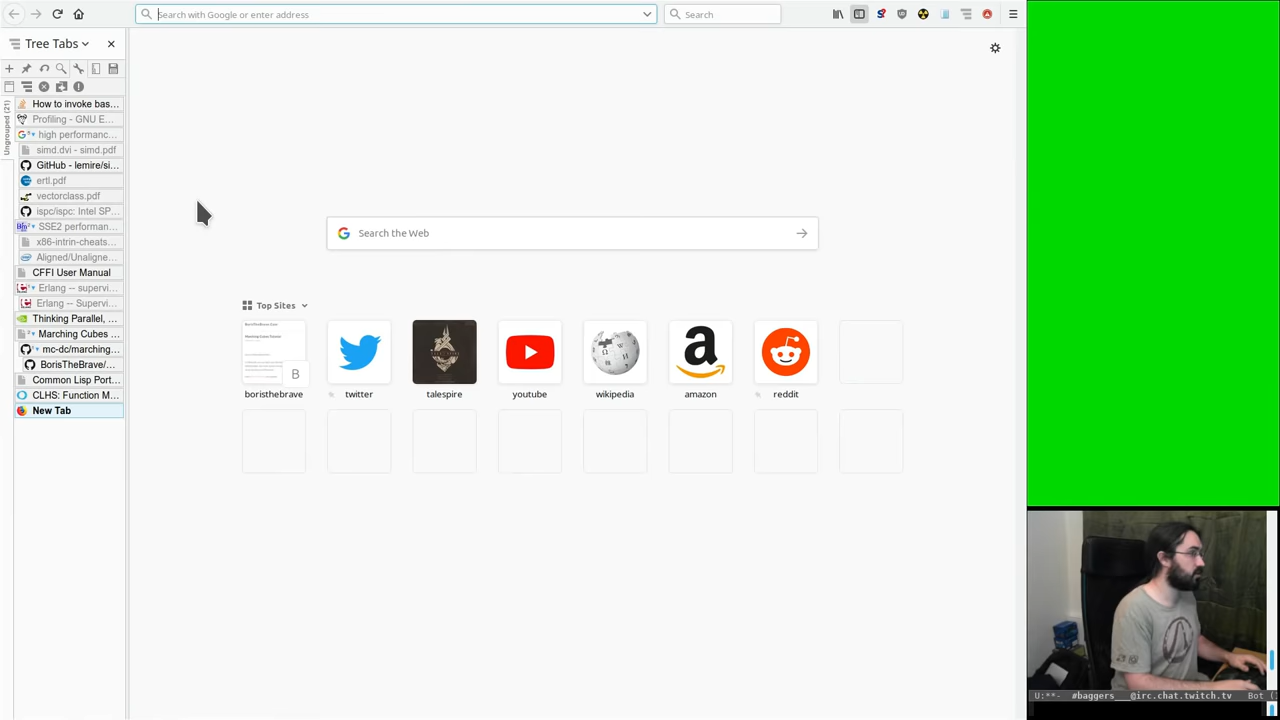 Search with Google or enter address
Search
Tree Tabs
Ungrouped (21)
How to invoke bas...
Profiling - GNU E...
high performanc...
simd.dvi - simd.pdf
GitHub - lemire/si...
ertl.pdf
vectorclass.pdf
ispc/ispc: Intel SP...
SSE2 performan...
x86-intrin-cheats...
Aligned/Unaligne...
CFFI User Manual
Erlang -- supervi...
Erlang -- Supervi...
Thinking Parallel, ...
Marching Cubes ...
mc-dc/marching...
BorisTheBrave/...
Common Lisp Port...
CLHS: Function M...
New Tab
Search the Web
Top Sites
B
boristhebrave
twitter
talespire
youtube
wikipedia
amazon
reddit
U:**- #baggers___@irc.chat.twitch.tv Bot (